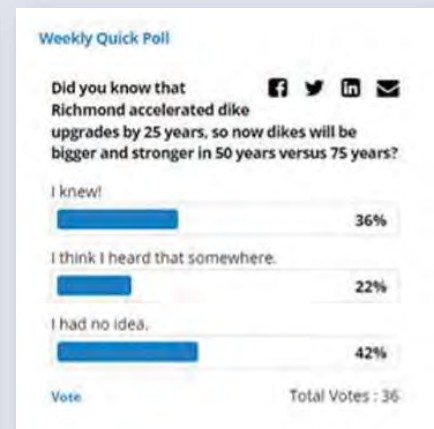 Weekly Quick Poll
Did you know that
Richmond accelerated dike
upgrades by 25 years, so now dikes will be
bigger and stronger in 50 years versus 75 years?
I knew!
36%
I think I heard that somewhere.
22%
I had no idea.
42%
Vote Total Votes : 36